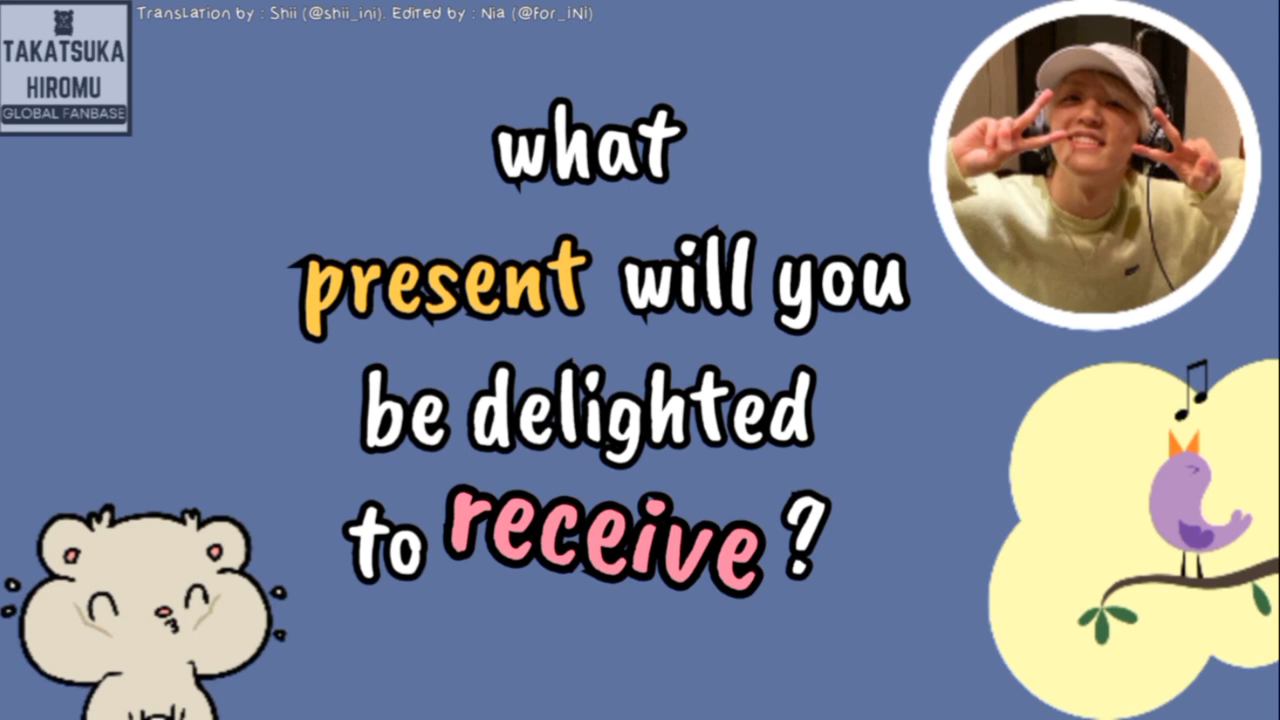 Translation by : Shii (@shii_ini). Edited by : Nia (@for_iNi)
TAKATSUKA
HIROMU
GLOBAL FANBASE
what
present will you
be delighted
to receive ?